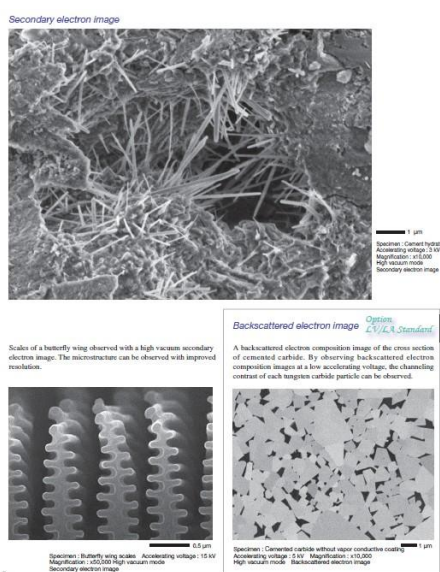 Secondary electron image
1 µm
Specimen : Cement hydrat
Accelerating voltage : 3 kV
Magnification : x10,000
High vacuum mode
Secondary electron image
Scales of a butterfly wing observed with a high vacuum secondary
electron image. The microstructure can be observed with improved
resolution.
0.5 µm
Specimen : Butterfly wing scales Accelerating voltage : 15 kV
Magnification : x50,000 High vacuum mode
Secondary electron image
Backscattered electron image
Option
LV/LA Standard
A backscattered electron composition image of the cross section
of cemented carbide. By observing backscattered electron
composition images at a low accelerating voltage, the channeling
contrast of each tungsten carbide particle can be observed.
1 µm
Specimen : Cemented carbide without vapor conductive coating
Accelerating voltage : 5 kV Magnification : x10,000
High vacuum mode Backscattered electron image